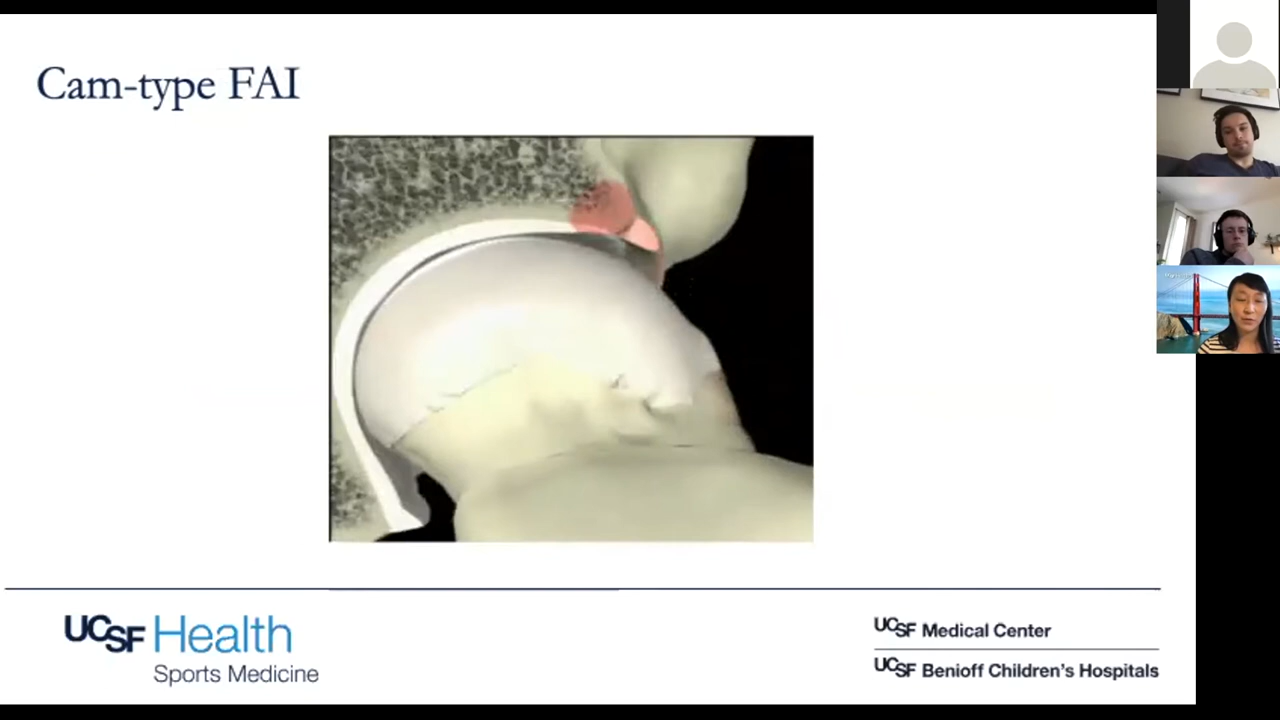 Cam-type FAI
UCSF Health
Sports Medicine
UCSF Medical Center
UCSF Benioff Children's Hospitals